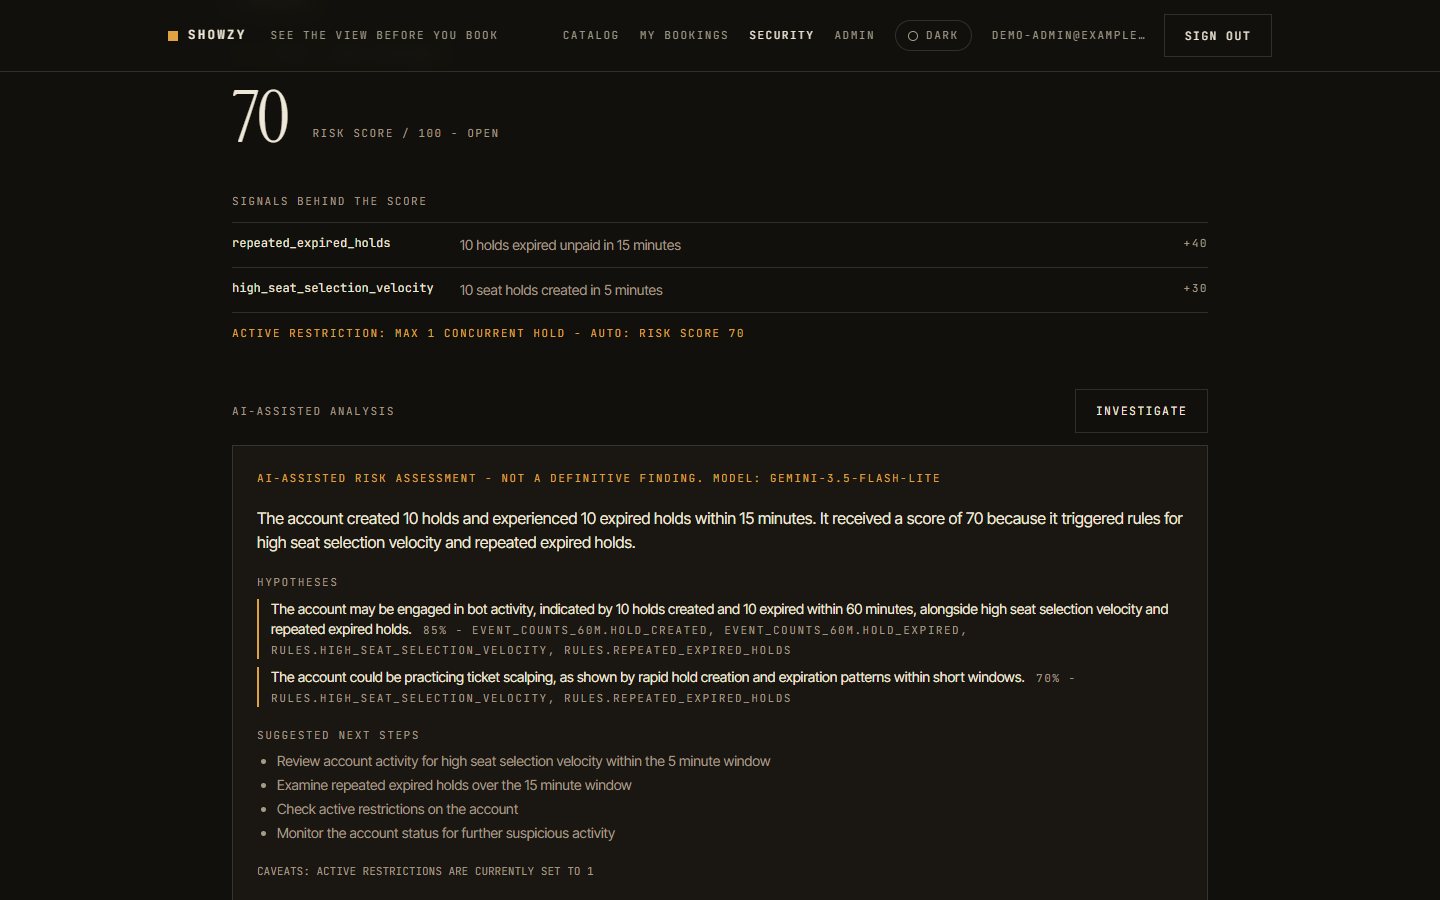 SHOWZY SEE THE VIEW BEFORE YOU BOOK CATALOG MY BOOKINGS SECURITY ADMIN DARK DEMO-ADMIN@EXAMPLE… SIGN OUT
70 RISK SCORE / 100 - OPEN
SIGNALS BEHIND THE SCORE
repeated_expired_holds 10 holds expired unpaid in 15 minutes +40
high_seat_selection_velocity 10 seat holds created in 5 minutes +30
ACTIVE RESTRICTION: MAX 1 CONCURRENT HOLD - AUTO: RISK SCORE 70
AI-ASSISTED ANALYSIS INVESTIGATE
AI-ASSISTED RISK ASSESSMENT - NOT A DEFINITIVE FINDING. MODEL: GEMINI-3.5-FLASH-LITE
The account created 10 holds and experienced 10 expired holds within 15 minutes. It received a score of 70 because it triggered rules for
high seat selection velocity and repeated expired holds.
HYPOTHESES
The account may be engaged in bot activity, indicated by 10 holds created and 10 expired within 60 minutes, alongside high seat selection velocity and
repeated expired holds. 85% - EVENT_COUNTS_60M.HOLD_CREATED, EVENT_COUNTS_60M.HOLD_EXPIRED,
RULES.HIGH_SEAT_SELECTION_VELOCITY, RULES.REPEATED_EXPIRED_HOLDS
The account could be practicing ticket scalping, as shown by rapid hold creation and expiration patterns within short windows. 70% -
RULES.HIGH_SEAT_SELECTION_VELOCITY, RULES.REPEATED_EXPIRED_HOLDS
SUGGESTED NEXT STEPS
• Review account activity for high seat selection velocity within the 5 minute window
• Examine repeated expired holds over the 15 minute window
• Check active restrictions on the account
• Monitor the account status for further suspicious activity
CAVEATS: ACTIVE RESTRICTIONS ARE CURRENTLY SET TO 1